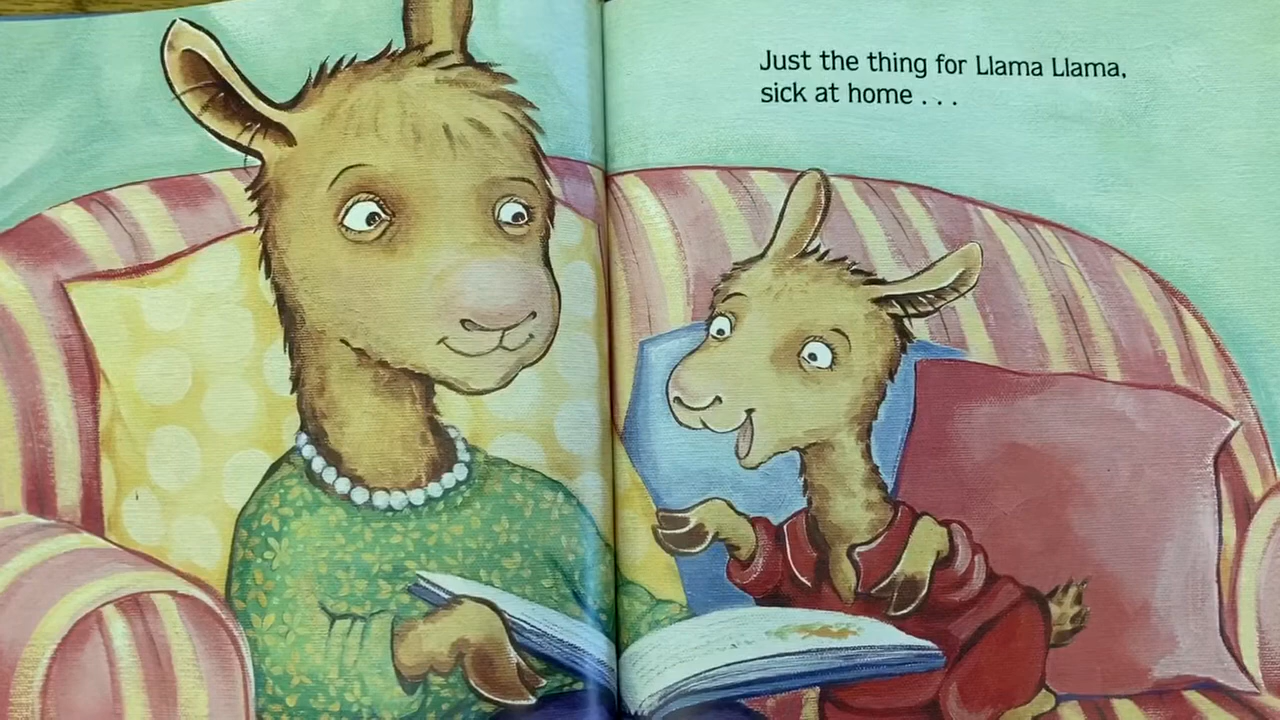 Just the thing for Llama Llama,
sick at home . . .